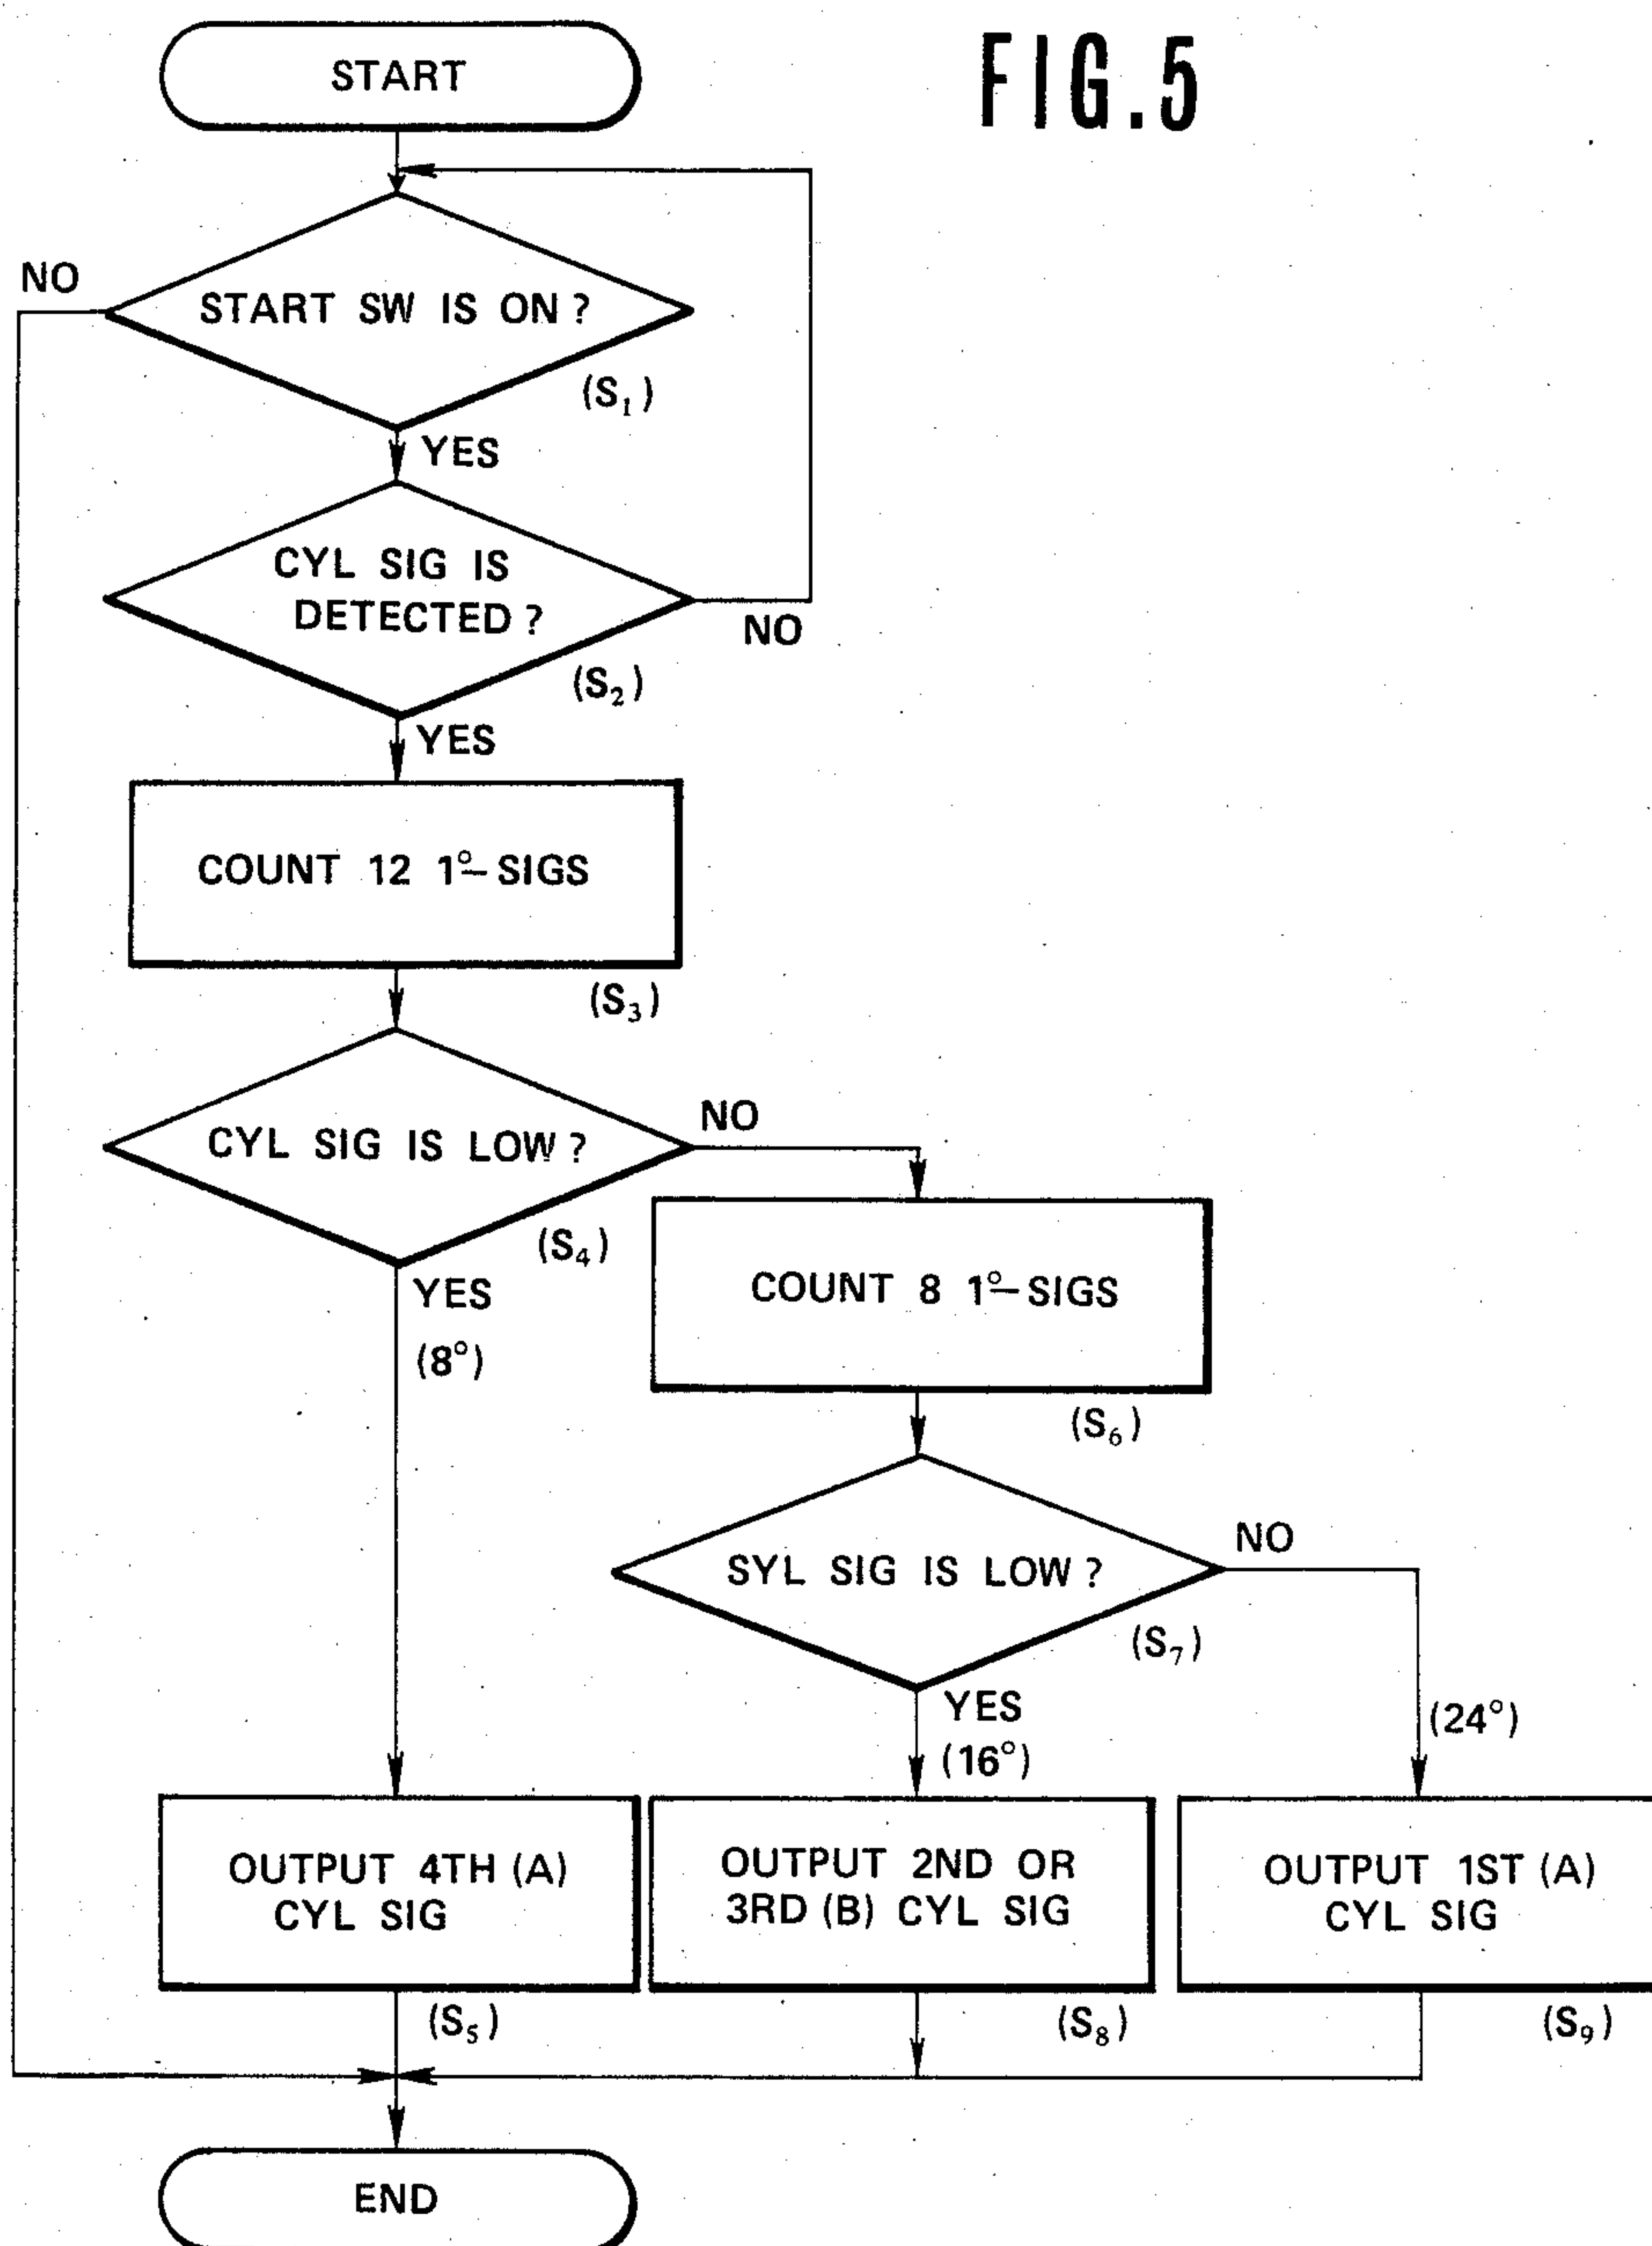 FIG.5
START
NO
START SW IS ON ?
(S₁)
YES
CYL SIG IS
DETECTED ?
NO
(S₂)
YES
COUNT 12 1°-SIGS
(S₃)
NO
CYL SIG IS LOW ?
(S₄)
YES
(8°)
COUNT 8 1°-SIGS
(S₆)
NO
SYL SIG IS LOW ?
(S₇)
YES
(16°)
(24°)
OUTPUT 4TH (A)
CYL SIG
(S₅)
OUTPUT 2ND OR
3RD (B) CYL SIG
(S₈)
OUTPUT 1ST (A)
CYL SIG
(S₉)
END